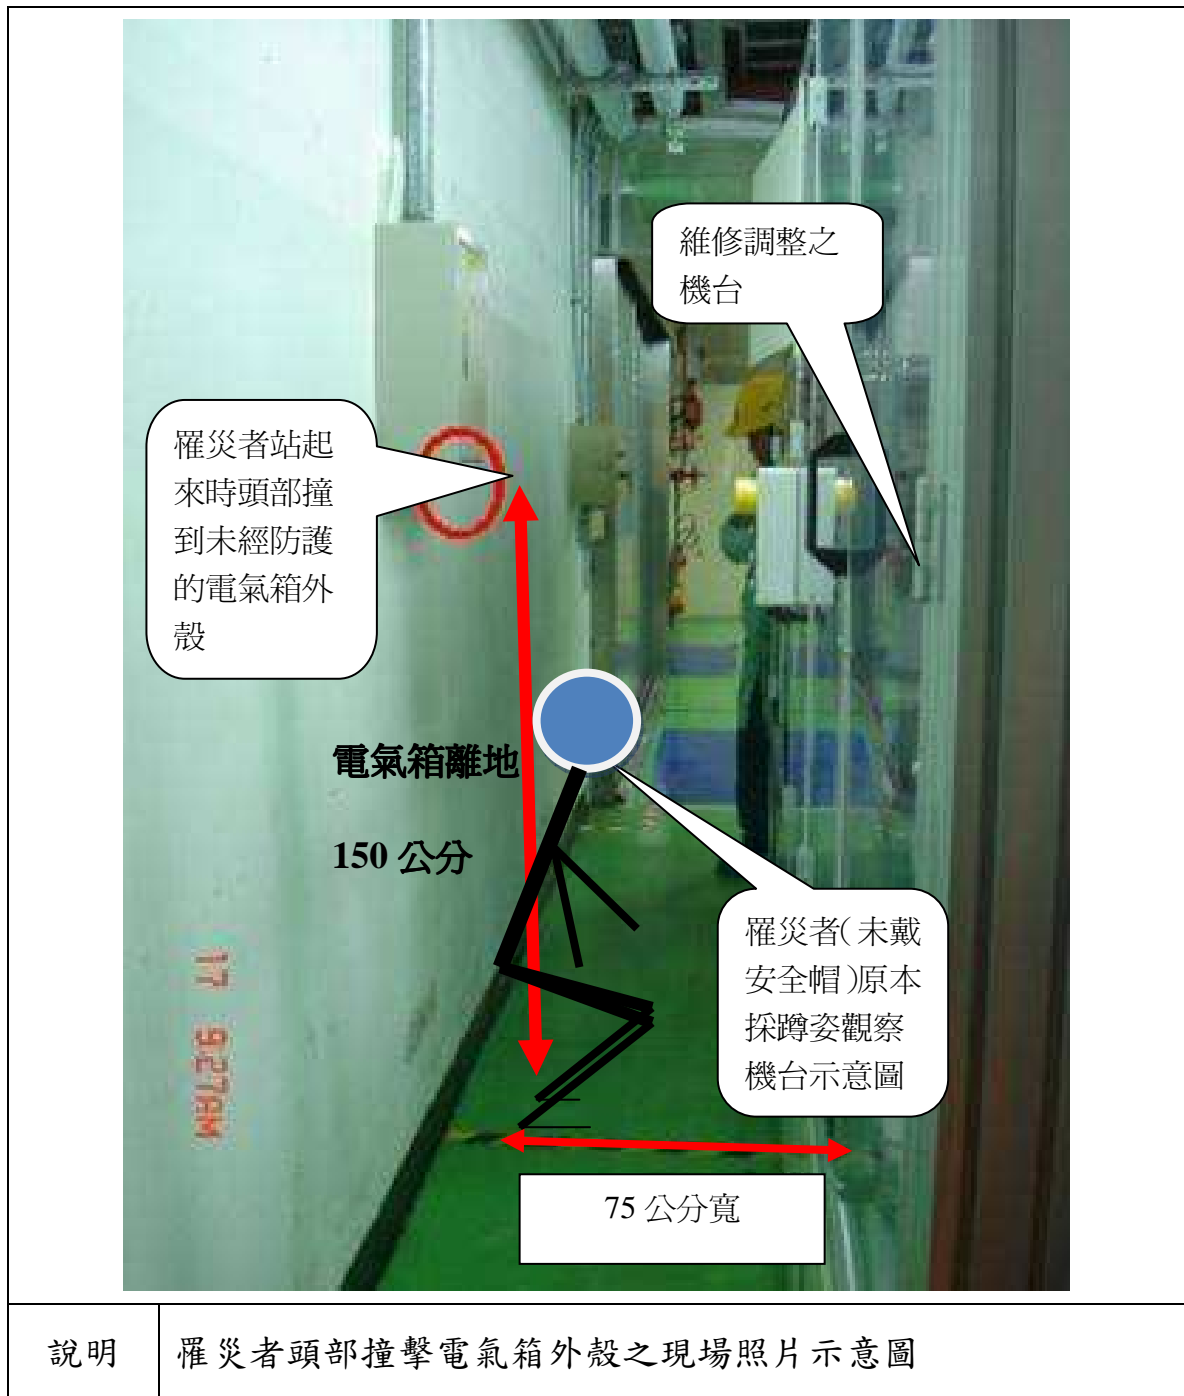 維修調整之
機台
罹災者站起
來時頭部撞
到未經防護
的電氣箱外
殼
電氣箱離地
150 公分
罹災者(未戴
安全帽)原本
採蹲姿觀察
機台示意圖
17 9:27AM
75 公分寬
說明
罹災者頭部撞擊電氣箱外殼之現場照片示意圖